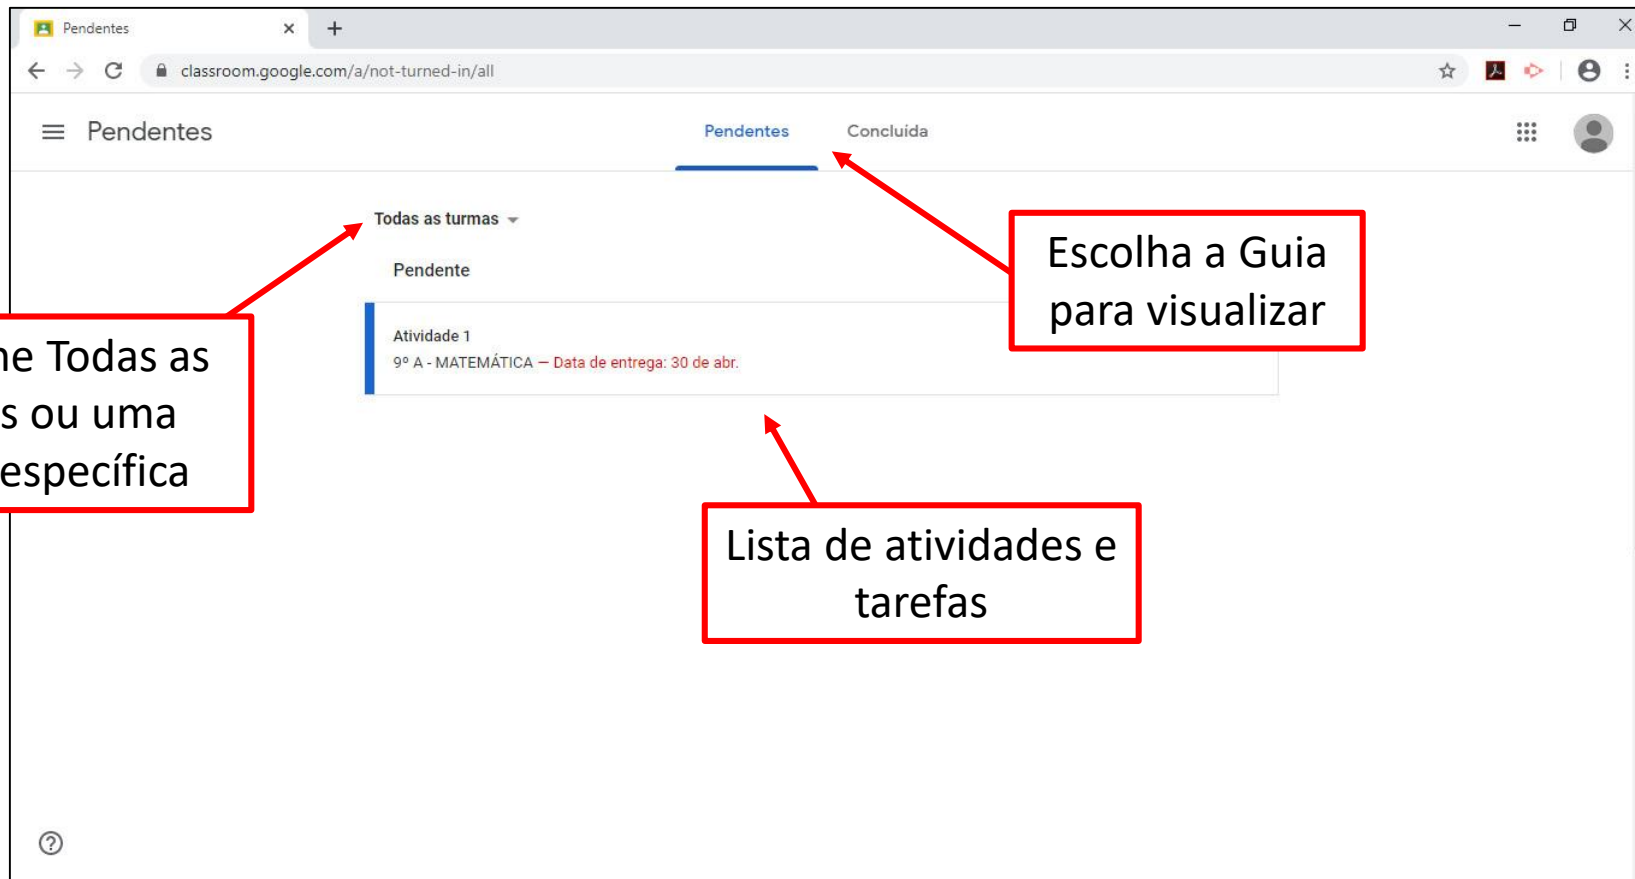 Pendentes
classroom.google.com/a/not-turned-in/all
Pendentes
Pendentes Concluída
Todas as turmas
Pendente
Atividade 1
9º A - MATEMÁTICA — Data de entrega: 30 de abr.
Escolha a Guia
para visualizar
Todas as
ou uma
específica
Lista de atividades e
tarefas